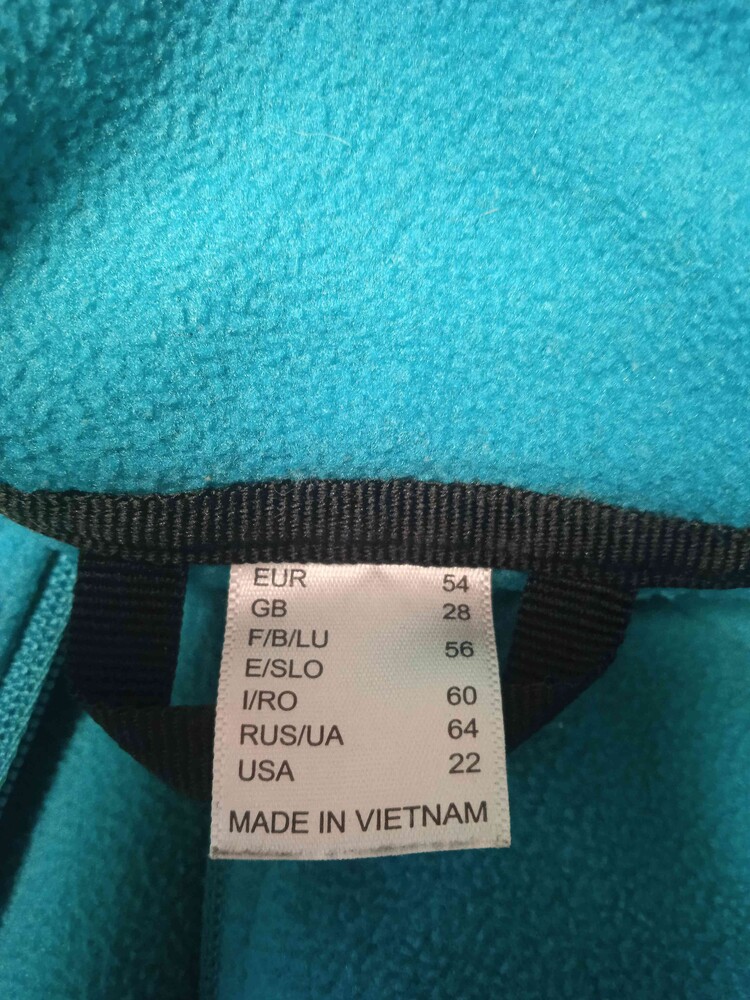 EUR 54
GB 28
F/B/LU 56
E/SLO
I/RO 60
RUS/UA 64
USA 22
MADE IN VIETNAM